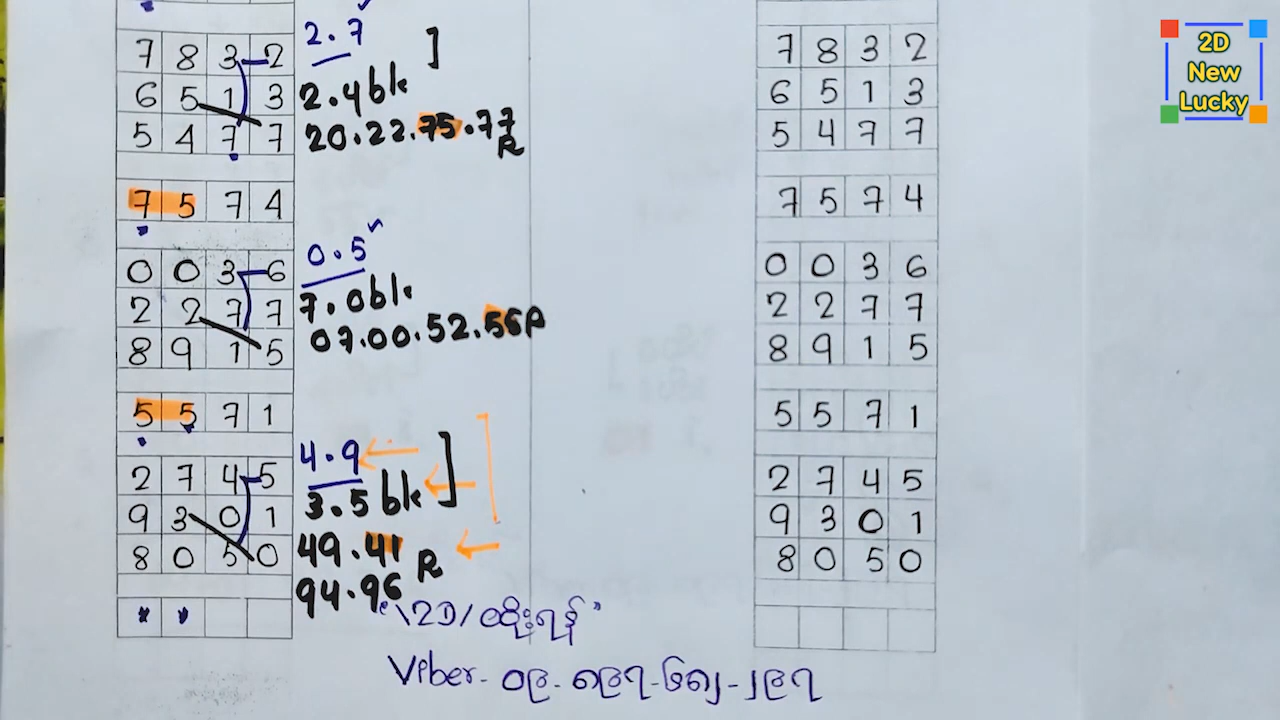 2D
New
Lucky
7 8 3 2
6 5 1 3
5 4 7 7
2.7
2.4 bk
20.22.75.77 R
7 5 7 4
0 0 3 6
2 2 7 7
8 9 1 5
0.5
7.0 bk
07.00.52.56 R
5 5 7 1
2 7 4 5
9 3 0 1
8 0 5 0
4.9
3.5 bk
49.41
94.96 R
7 8 3 2
6 5 1 3
5 4 7 7
7 5 7 4
0 0 3 6
2 2 7 7
8 9 1 5
5 5 7 1
2 7 4 5
9 3 0 1
8 0 5 0
Viber-